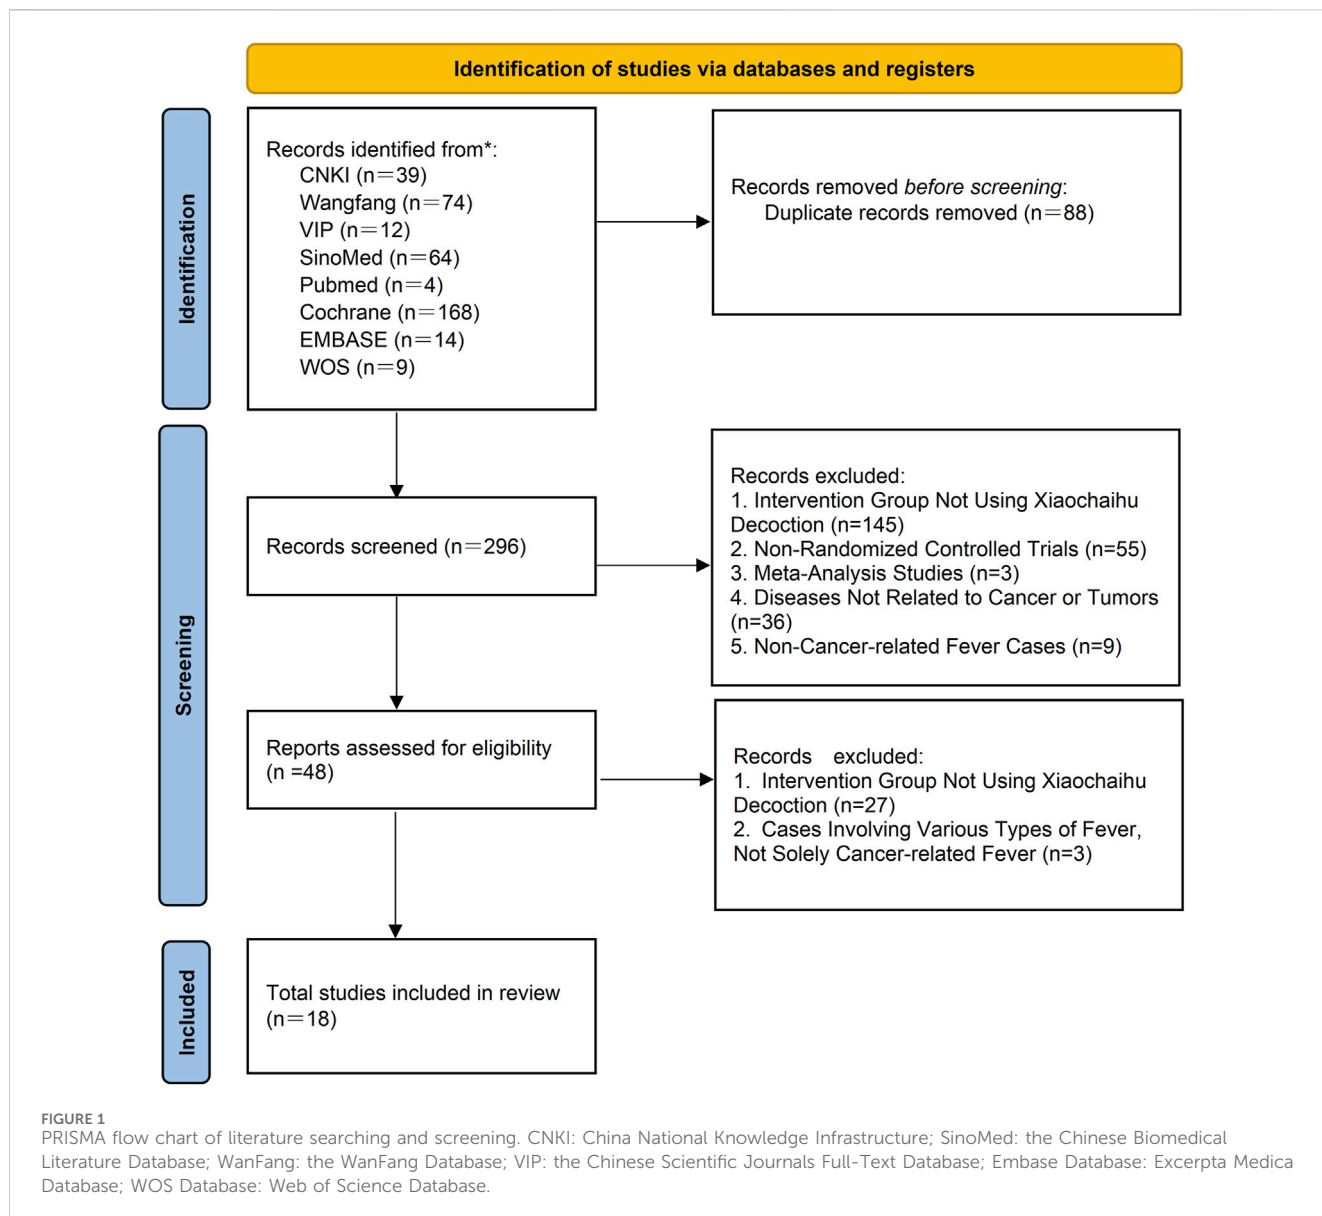 Identification of studies via databases and registers
Identification
Records identified from*:
CNKI (n=39)
Wangfang (n=74)
VIP (n=12)
SinoMed (n=64)
Pubmed (n=4)
Cochrane (n=168)
EMBASE (n=14)
WOS (n=9)
Records removed before screening:
Duplicate records removed (n=88)
Screening
Records screened (n=296)
Records excluded:
1. Intervention Group Not Using Xiaochaihu
Decoction (n=145)
2. Non-Randomized Controlled Trials (n=55)
3. Meta-Analysis Studies (n=3)
4. Diseases Not Related to Cancer or Tumors
(n=36)
5. Non-Cancer-related Fever Cases (n=9)
Reports assessed for eligibility
(n =48)
Records excluded:
1. Intervention Group Not Using Xiaochaihu
Decoction (n=27)
2. Cases Involving Various Types of Fever,
Not Solely Cancer-related Fever (n=3)
Included
Total studies included in review
(n=18)
FIGURE 1
PRISMA flow chart of literature searching and screening. CNKI: China National Knowledge Infrastructure; SinoMed: the Chinese Biomedical
Literature Database; WanFang: the WanFang Database; VIP: the Chinese Scientific Journals Full-Text Database; Embase Database: Excerpta Medica
Database; WOS Database: Web of Science Database.